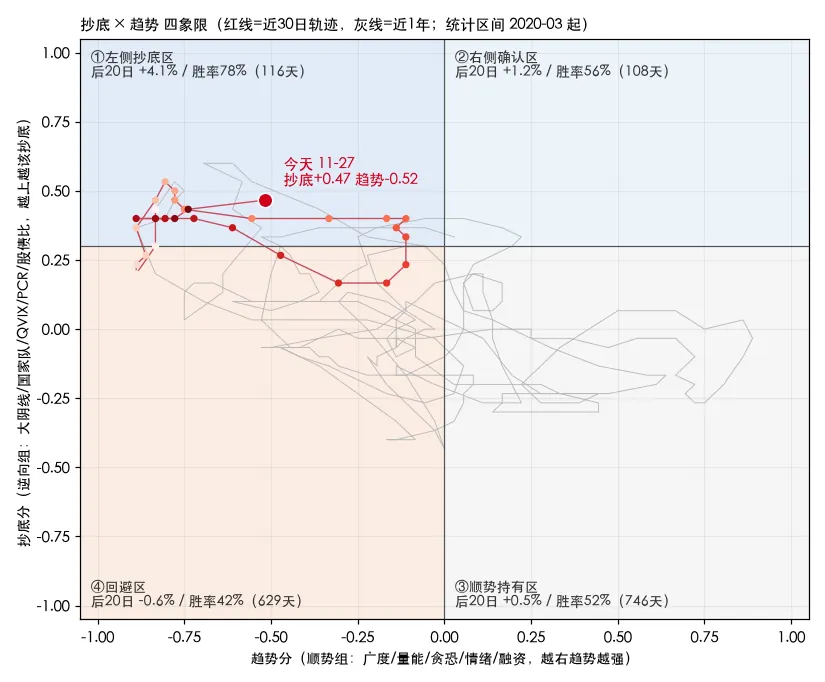 抄底 × 趋势 四象限（红线=近30日轨迹，灰线=近1年；统计区间 2020-03 起）
①左侧抄底区
后20日 +4.1% / 胜率78%（116天）
②右侧确认区
后20日 +1.2% / 胜率56%（108天）
今天 11-27
抄底+0.47 趋势-0.52
④回避区
后20日 -0.6% / 胜率42%（629天）
③顺势持有区
后20日 +0.5% / 胜率52%（746天）
抄底分（逆向组：大阴线/国家队/QVIX/PCR/股债比，越上越该抄底）
1.00
0.75
0.50
0.25
0.00
-0.25
-0.50
-0.75
-1.00
-1.00 -0.75 -0.50 -0.25 0.00 0.25 0.50 0.75 1.00
趋势分（顺势组：广度/量能/贪恐/情绪/融资，越右趋势越强）